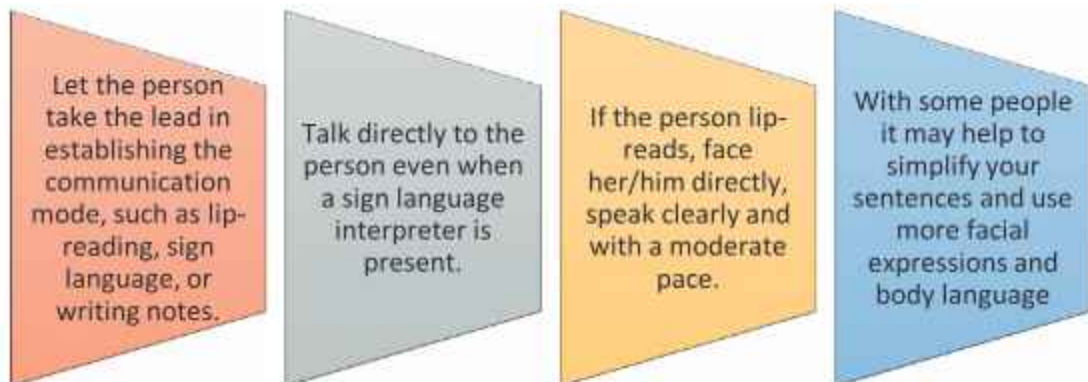 Let the person
take the lead in
establishing the
communication
mode, such as lip-
reading, sign
language, or
writing notes.
Talk directly to the
person even when
a sign language
interpreter is
present.
If the person lip-
reads, face
her/him directly,
speak clearly and
with a moderate
pace.
With some people
it may help to
simplify your
sentences and use
more facial
expressions and
body language